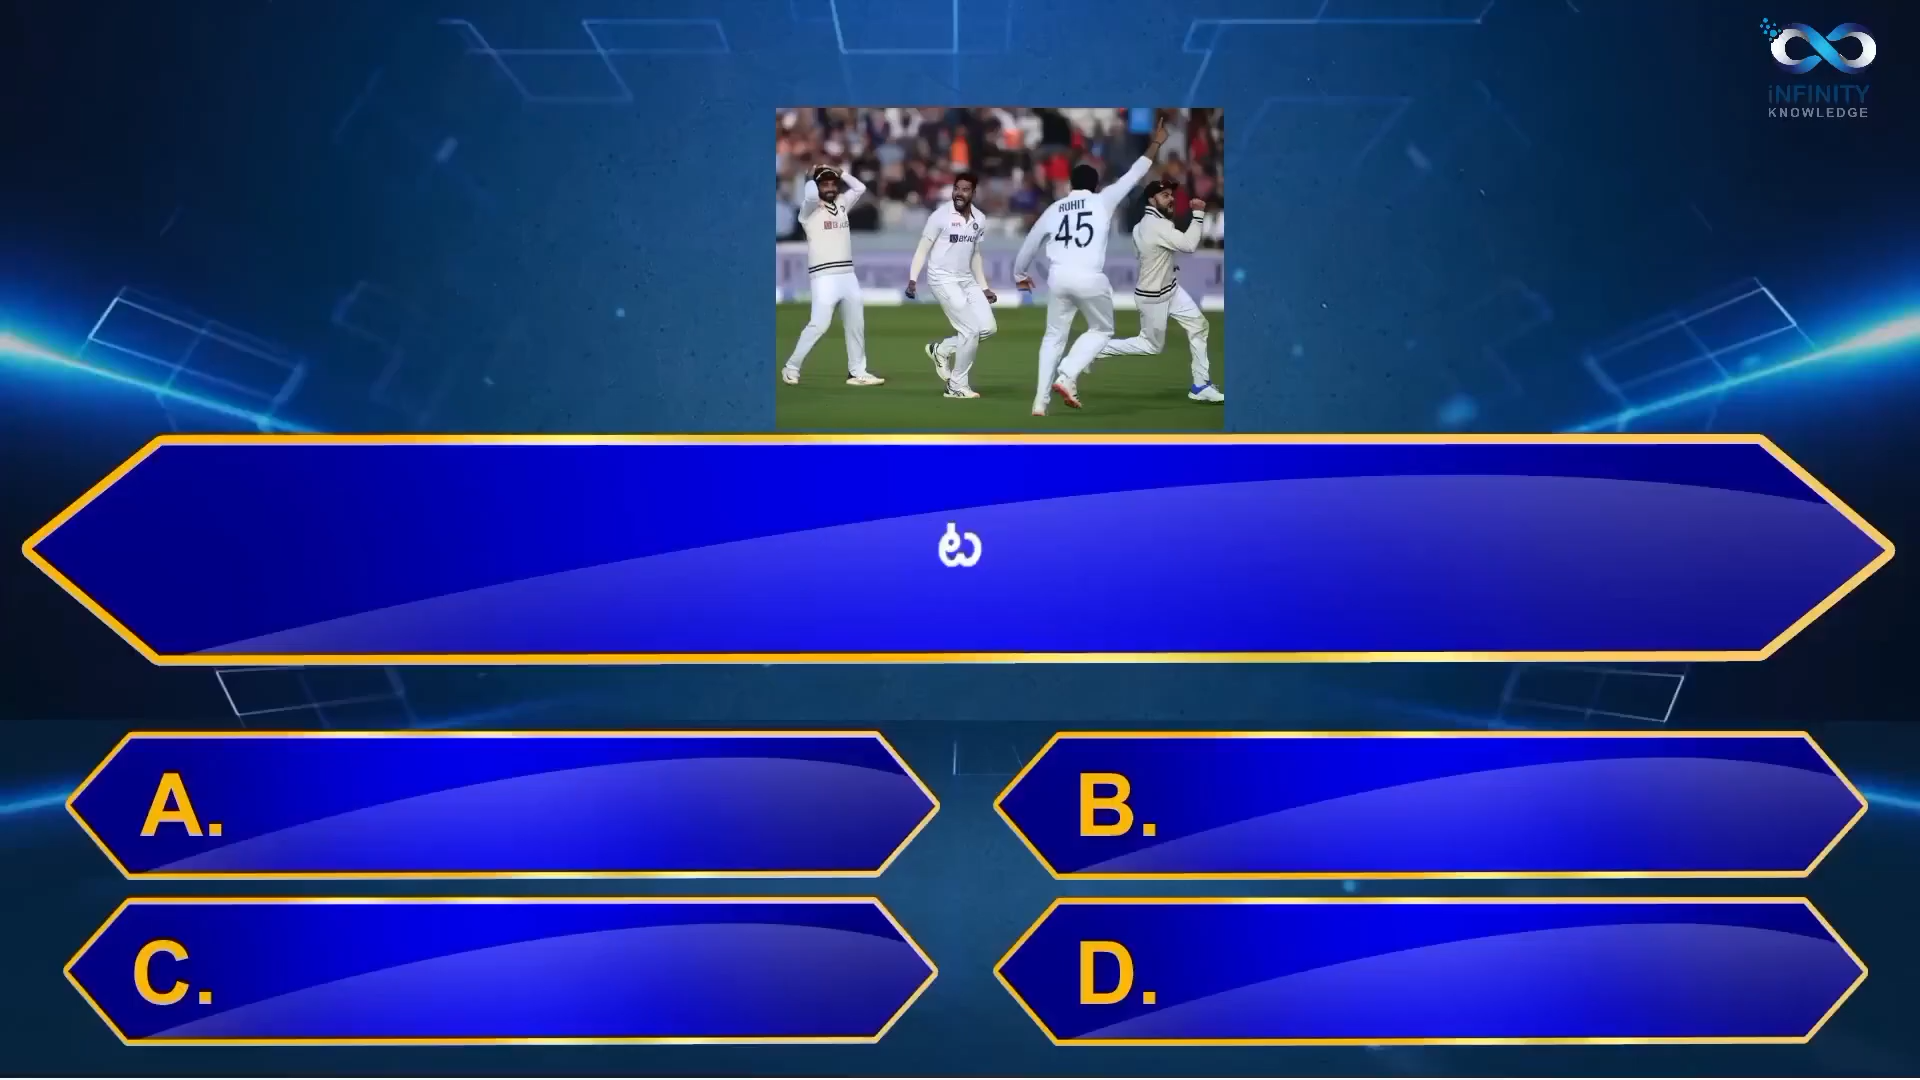 iNFINITY
KNOWLEDGE
ROHIT
45
ట
A.
B.
C.
D.